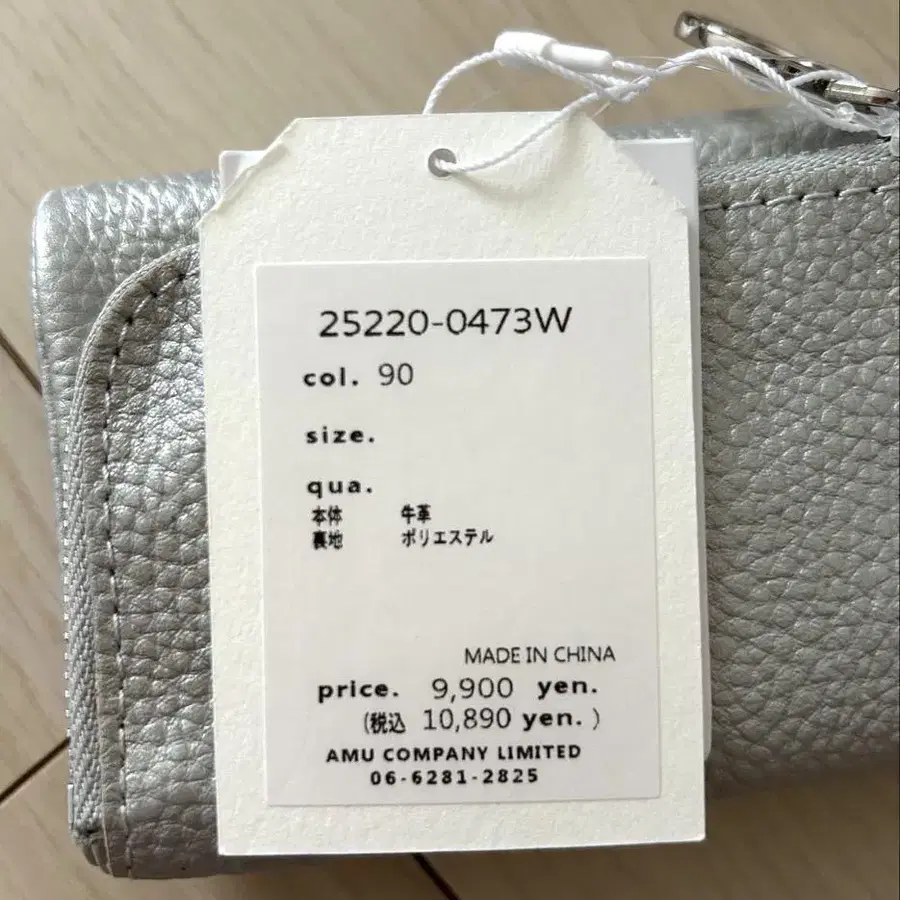 25220-0473W
col. 90
size.
qua.
本体 牛革
裏地 ポリエステル
MADE IN CHINA
price. 9,900 yen.
(税込 10,890 yen. )
AMU COMPANY LIMITED
06-6281-2825